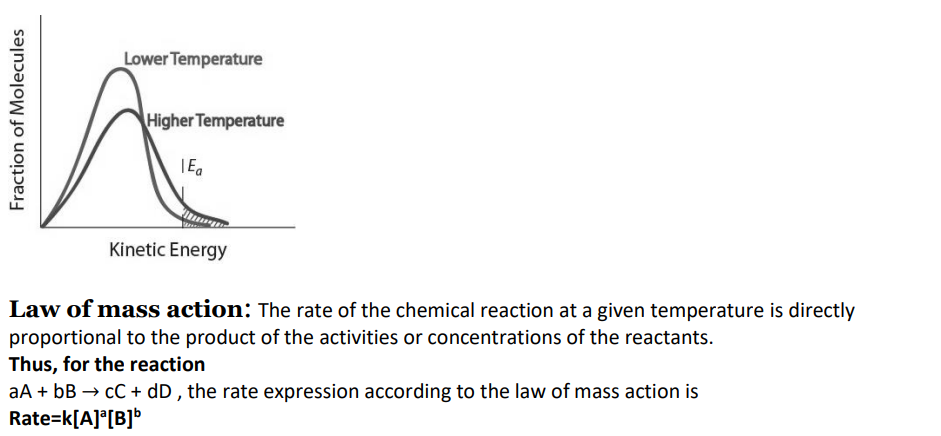 Fraction of Molecules
Lower Temperature
Higher Temperature
| Eₐ
Kinetic Energy
Law of mass action: The rate of the chemical reaction at a given temperature is directly
proportional to the product of the activities or concentrations of the reactants.
Thus, for the reaction
aA + bB → cC + dD , the rate expression according to the law of mass action is
Rate=k[A]ᵃ[B]ᵇ